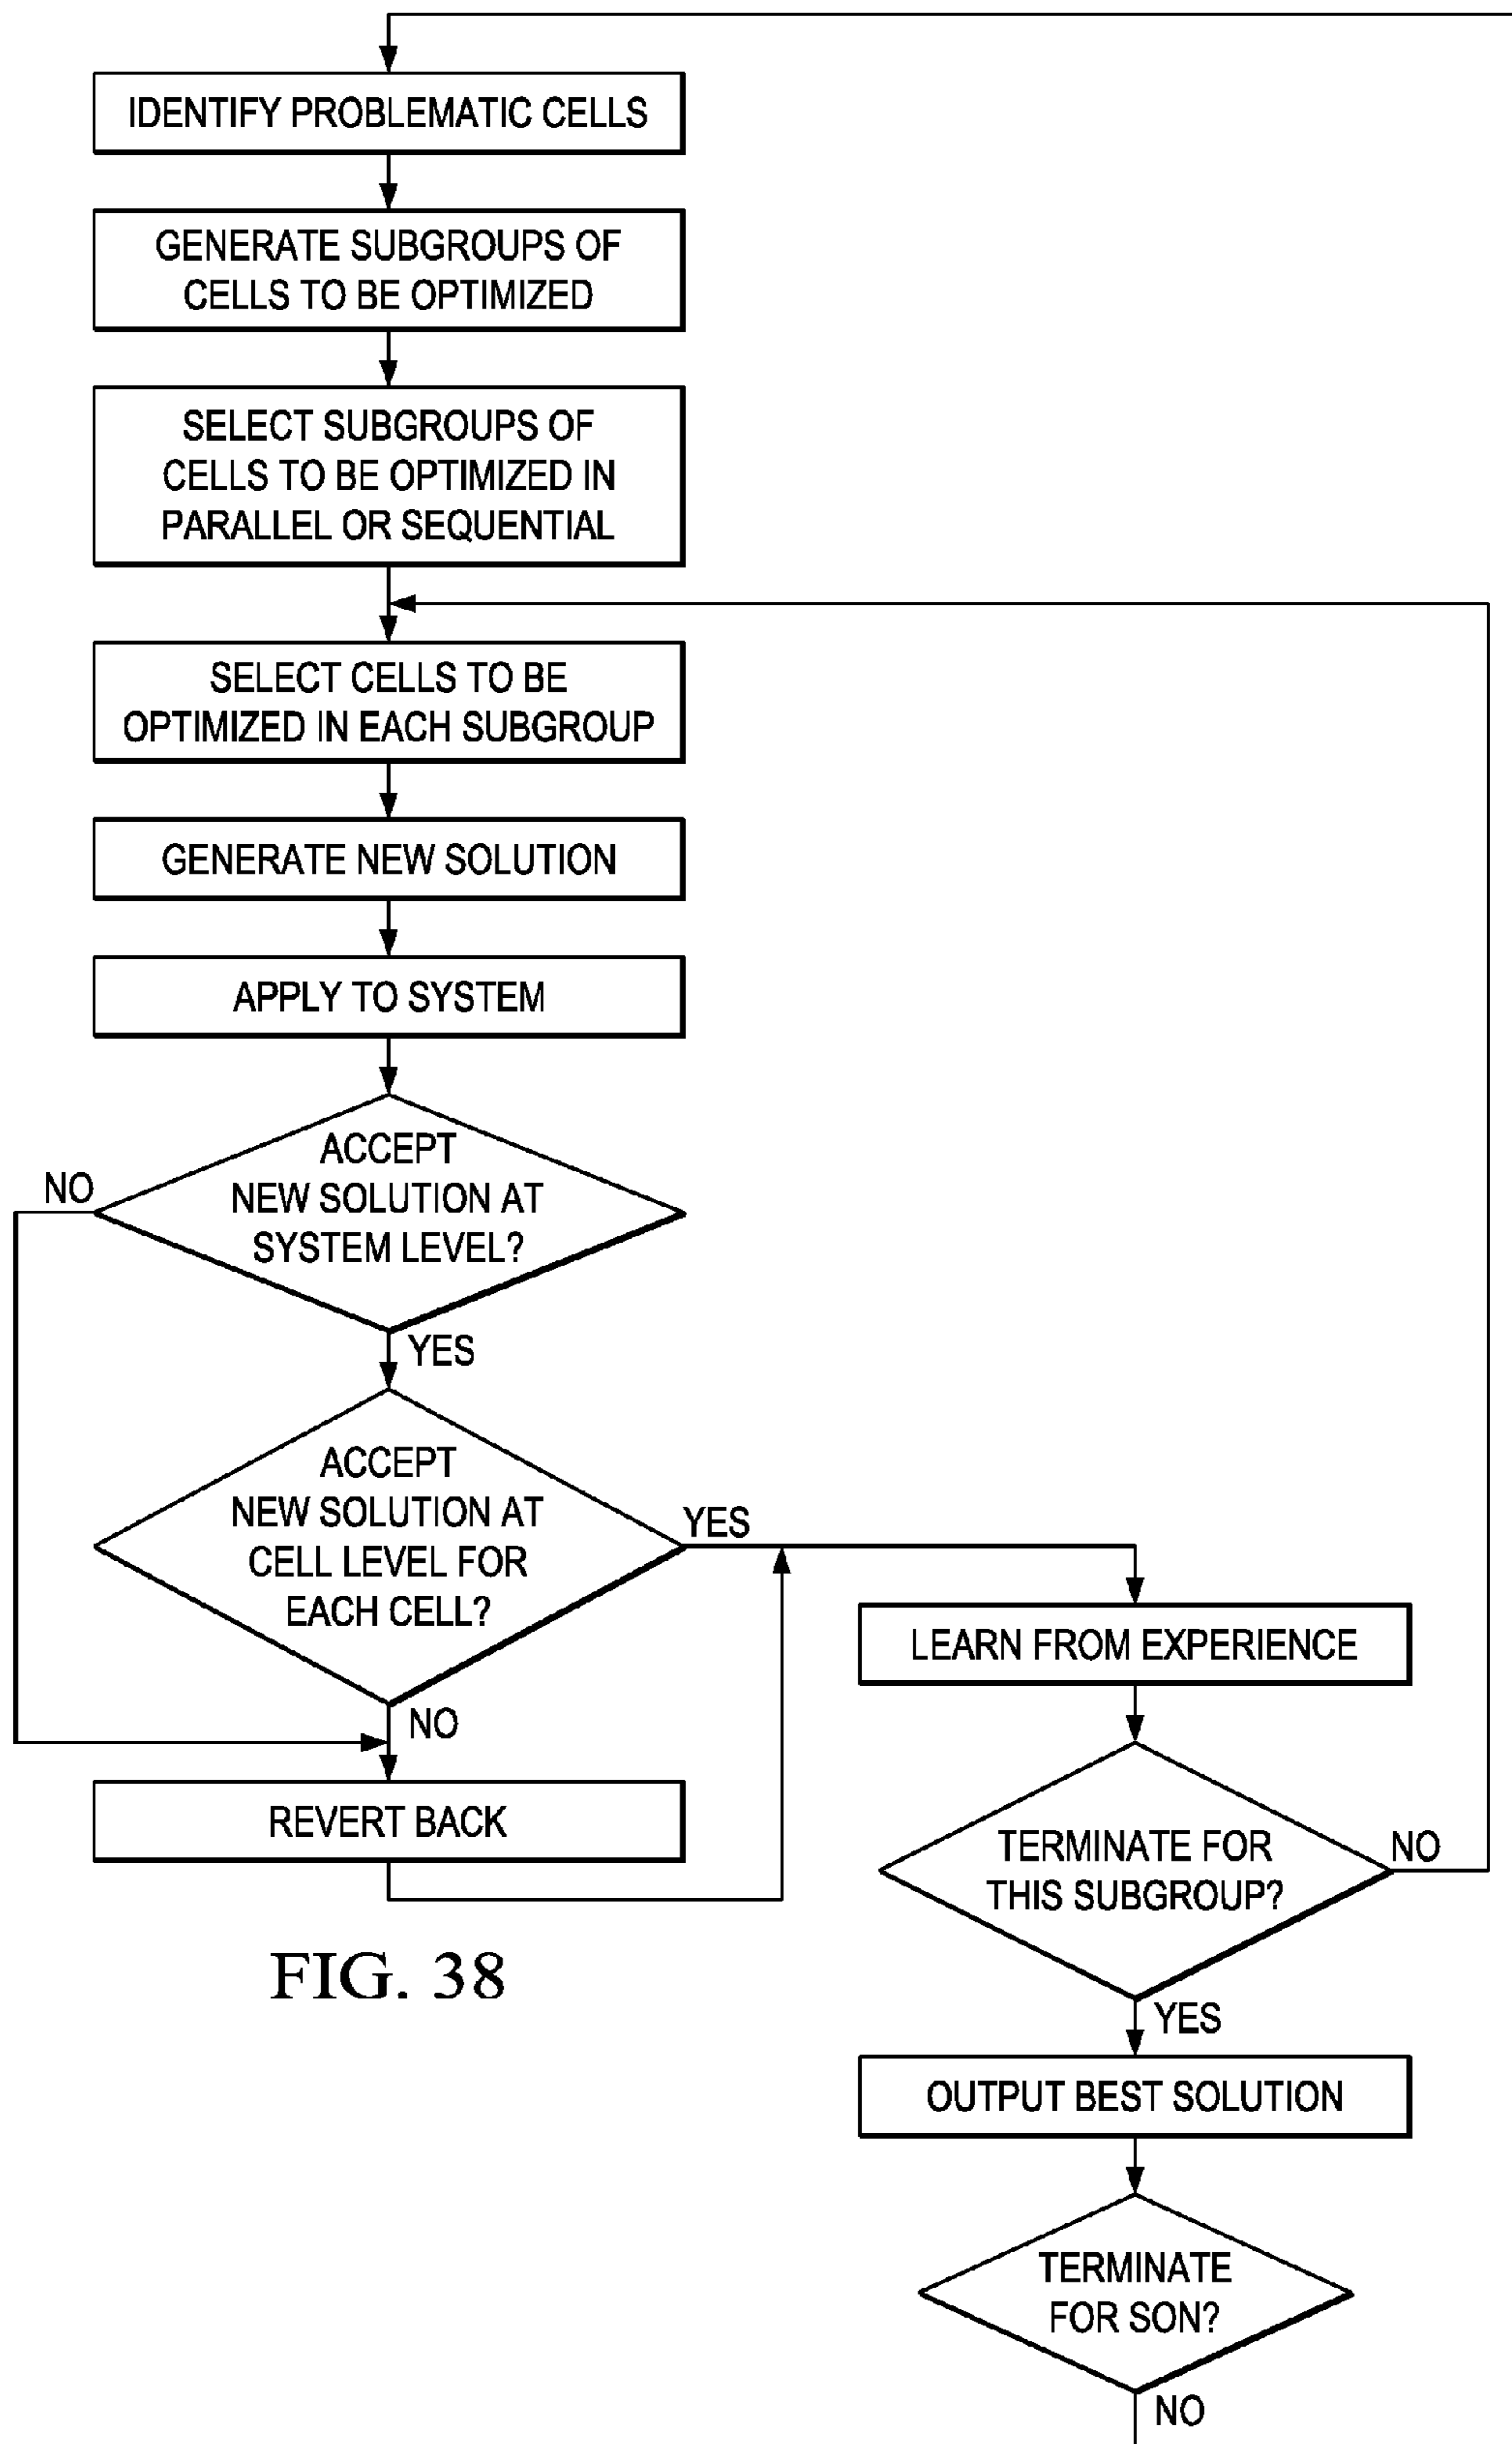 IDENTIFY PROBLEMATIC CELLS
GENERATE SUBGROUPS OF
CELLS TO BE OPTIMIZED
SELECT SUBGROUPS OF
CELLS TO BE OPTIMIZED IN
PARALLEL OR SEQUENTIAL
SELECT CELLS TO BE
OPTIMIZED IN EACH SUBGROUP
GENERATE NEW SOLUTION
APPLY TO SYSTEM
ACCEPT
NEW SOLUTION AT
SYSTEM LEVEL?
NO
YES
ACCEPT
NEW SOLUTION AT
CELL LEVEL FOR
EACH CELL?
YES
NO
REVERT BACK
LEARN FROM EXPERIENCE
TERMINATE FOR
THIS SUBGROUP?
NO
YES
OUTPUT BEST SOLUTION
TERMINATE
FOR SON?
NO
FIG. 38